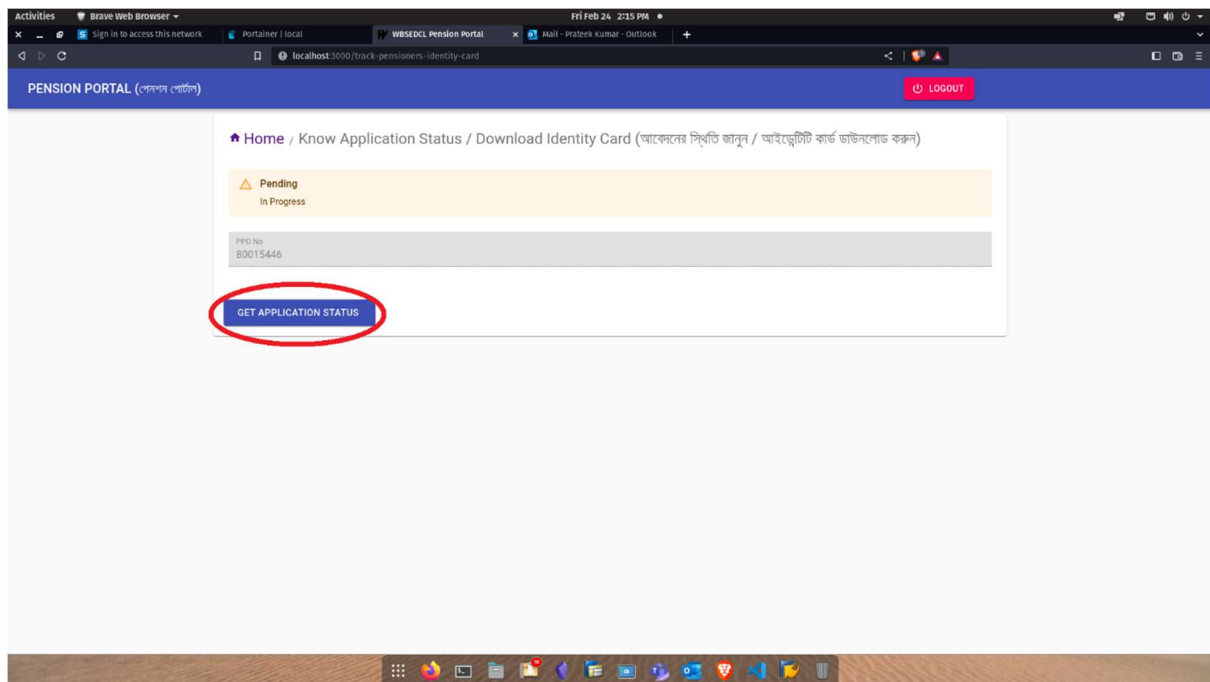 Activities Brave Web Browser Fri Feb 24 2:15 PM
Sign in to access this network Portainer | local WBSEDCL Pension Portal Mail - Prateek Kumar - Outlook
localhost:3000/track-pensioners-identity-card
PENSION PORTAL (পেনশন পোর্টাল) LOGOUT
Home / Know Application Status / Download Identity Card (আবেদনের স্থিতি জানুন / আইডেন্টিটি কার্ড ডাউনলোড করুন)
Pending
In Progress
PPO No
80015446
GET APPLICATION STATUS